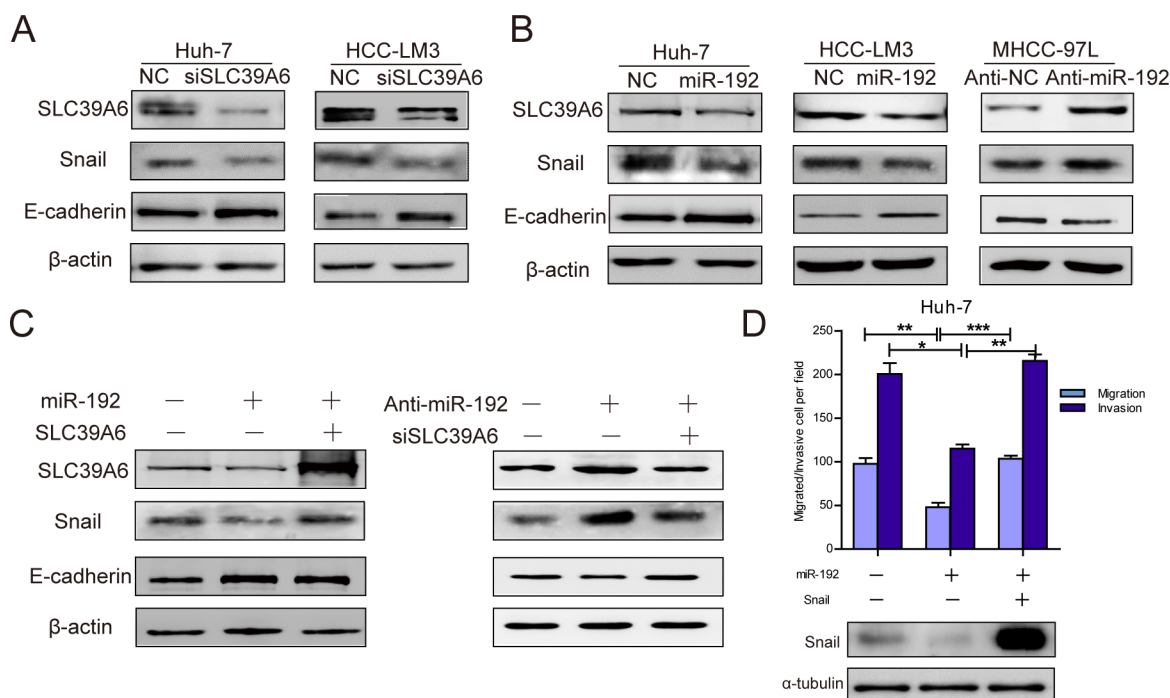 A
Huh-7
HCC-LM3
NC siSLC39A6
NC siSLC39A6
SLC39A6
Snail
E-cadherin
β-actin
B
Huh-7
HCC-LM3
MHCC-97L
NC miR-192
NC miR-192
Anti-NC Anti-miR-192
SLC39A6
Snail
E-cadherin
β-actin
C
miR-192 — + +
SLC39A6 — — +
SLC39A6
Snail
E-cadherin
β-actin
Anti-miR-192 — + +
siSLC39A6 — — +
D
Huh-7
** ***
* **
Migrated/Invasive cell per field
250
200
150
100
50
0
Migration
Invasion
miR-192 — + +
Snail — — +
Snail
α-tubulin